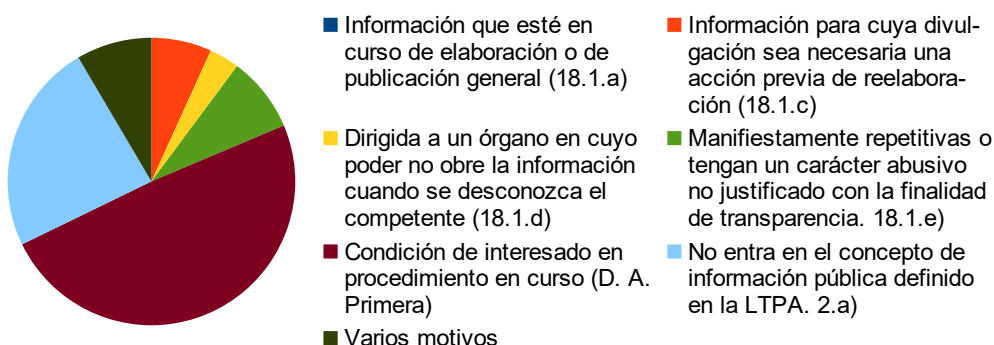 Información que esté en
curso de elaboración o de
publicación general (18.1.a)
Información para cuya divul-
gación sea necesaria una
acción previa de reelabora-
ción (18.1.c)
Dirigida a un órgano en cuyo
poder no obre la información
cuando se desconozca el
competente (18.1.d)
Manifiestamente repetitivas o
tengan un carácter abusivo
no justificado con la finalidad
de transparencia. 18.1.e)
Condición de interesado en
procedimiento en curso (D. A.
Primera)
No entra en el concepto de
información pública definido
en la LTPA. 2.a)
Varios motivos